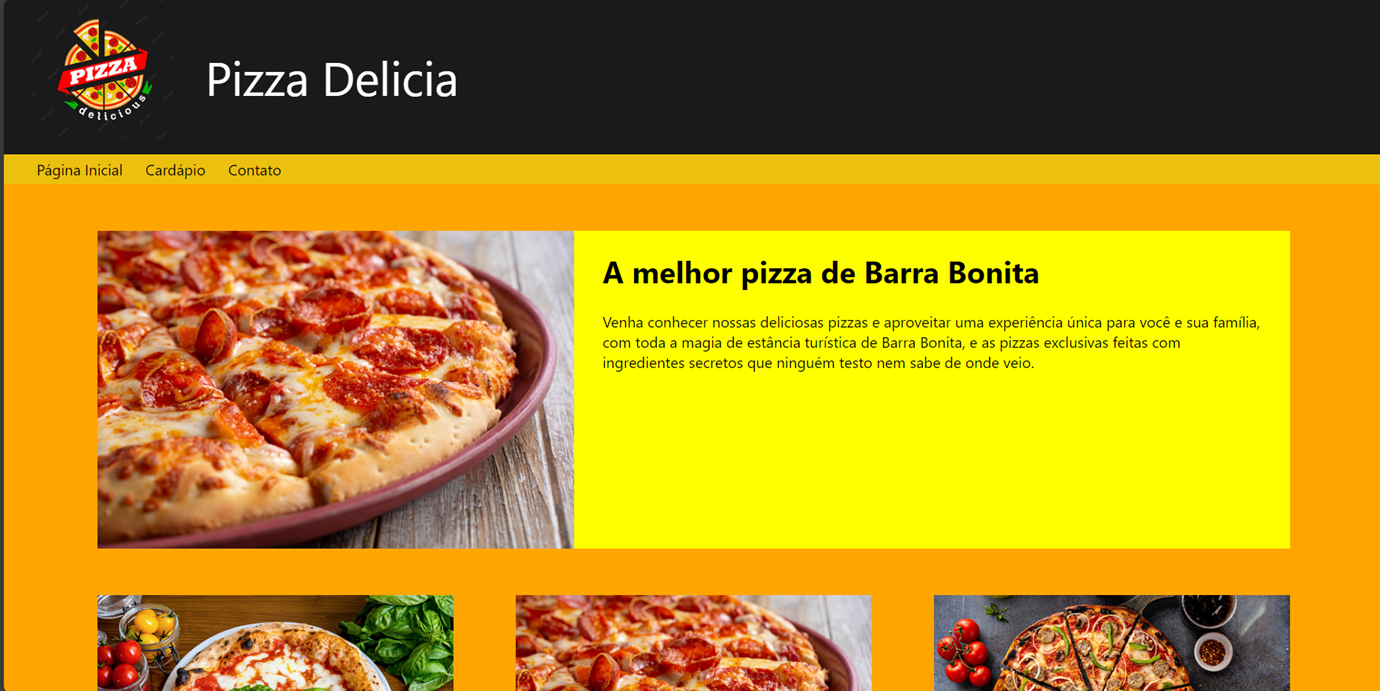 PIZZA
delicious
Pizza Delicia
Página Inicial Cardápio Contato
A melhor pizza de Barra Bonita
Venha conhecer nossas deliciosas pizzas e aproveitar uma experiência única para você e sua família,
com toda a magia de estância turística de Barra Bonita, e as pizzas exclusivas feitas com
ingredientes secretos que ninguém testo nem sabe de onde veio.